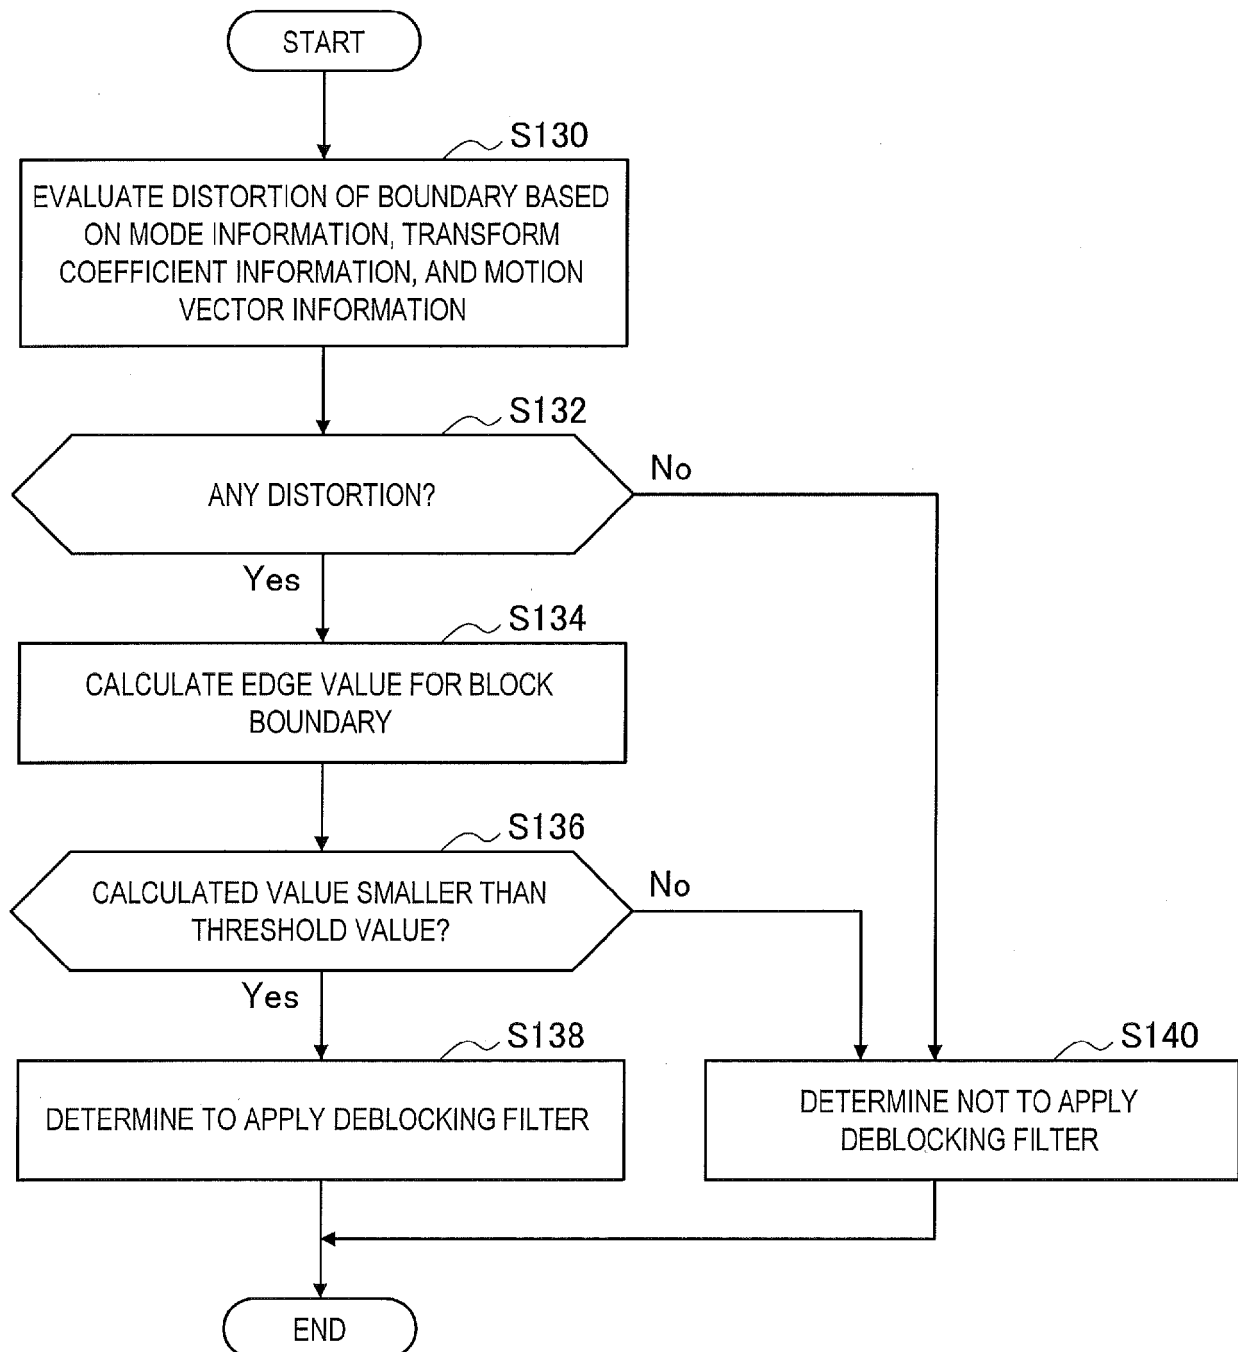 START
S130
EVALUATE DISTORTION OF BOUNDARY BASED
ON MODE INFORMATION, TRANSFORM
COEFFICIENT INFORMATION, AND MOTION
VECTOR INFORMATION
S132
ANY DISTORTION?
No
Yes
S134
CALCULATE EDGE VALUE FOR BLOCK
BOUNDARY
S136
CALCULATED VALUE SMALLER THAN
THRESHOLD VALUE?
No
Yes
S138
DETERMINE TO APPLY DEBLOCKING FILTER
S140
DETERMINE NOT TO APPLY
DEBLOCKING FILTER
END